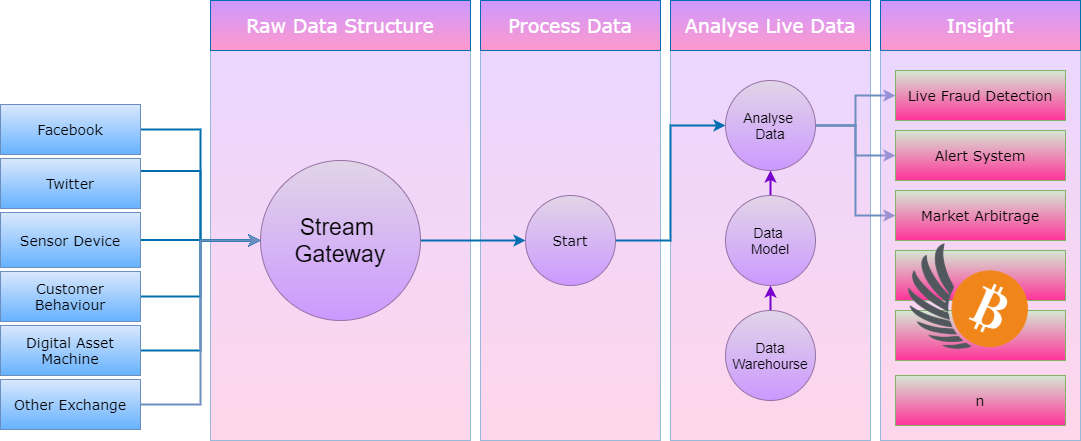 Raw Data Structure
Process Data
Analyse Live Data
Insight
Facebook
Twitter
Sensor Device
Customer
Behaviour
Digital Asset
Machine
Other Exchange
Stream
Gateway
Start
Analyse
Data
Data
Model
Data
Warehourse
Live Fraud Detection
Alert System
Market Arbitrage
₿
n